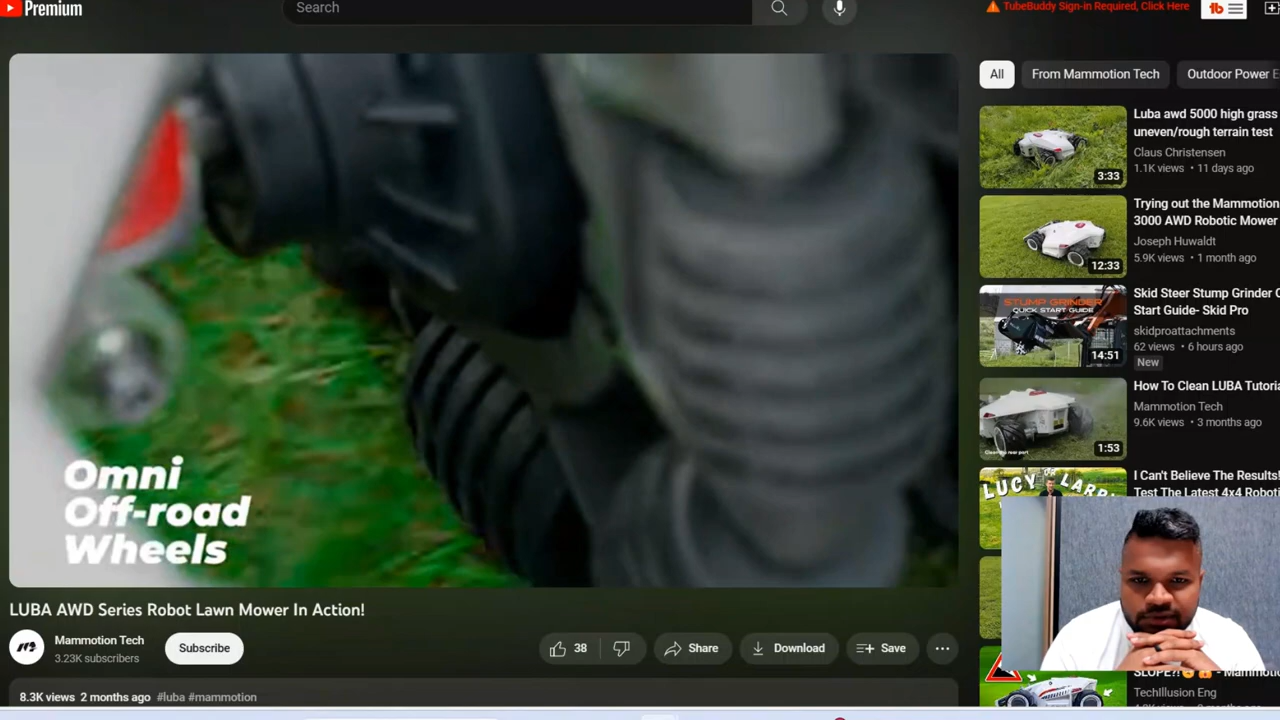 Premium
Search
TubeBuddy Sign-in Required, Click Here
tb
All
From Mammotion Tech
Outdoor Power
Omni
Off-road
Wheels
Luba awd 5000 high grass
uneven/rough terrain test
Claus Christensen
1.1K views • 11 days ago
3:33
Trying out the Mammotion
3000 AWD Robotic Mower
Joseph Huwaldt
5.9K views • 1 month ago
12:33
STUMP GRINDER
QUICK START GUIDE
Skid Steer Stump Grinder
Start Guide- Skid Pro
skidproattachments
62 views • 6 hours ago
14:51
New
How To Clean LUBA
Mammotion Tech
9.6K views • 3 months ago
1:53
LUCY OR
I Can't Believe The Results!
Test The Latest 4x4
LUBA AWD Series Robot Lawn Mower In Action!
Mammotion Tech
3.23K subscribers
Subscribe
38
Share
Download
Save
8.3K views 2 months ago #luba #mammotion
TechIllusion Eng